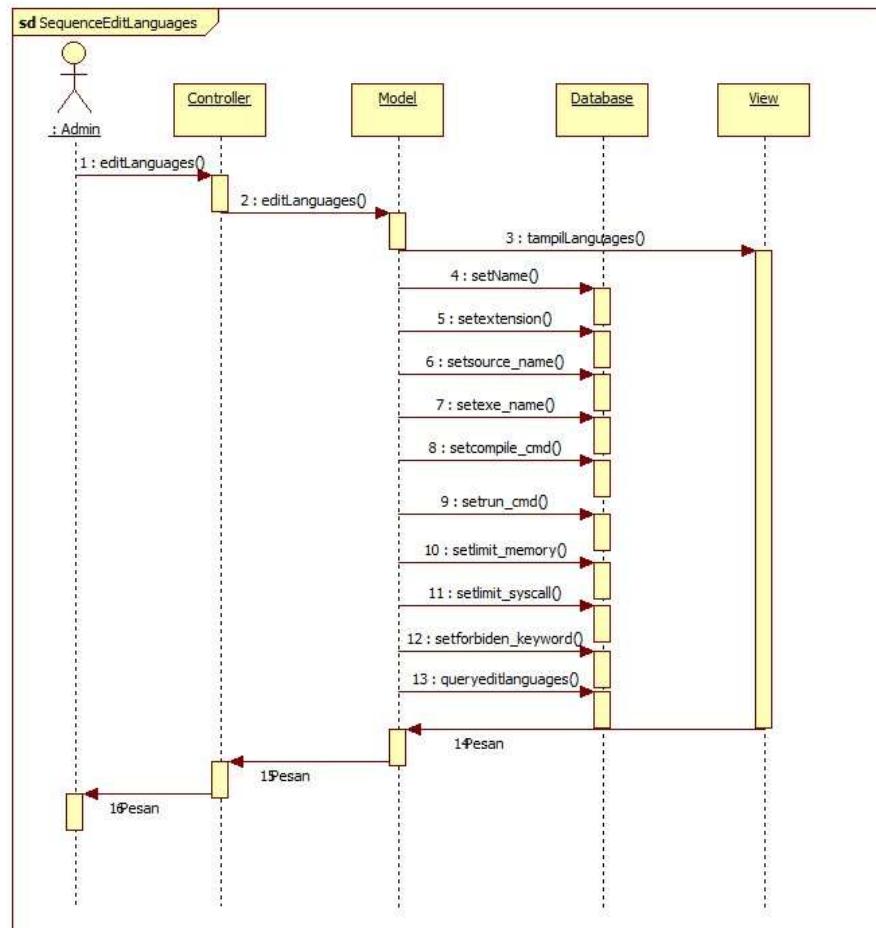 sd SequenceEditLanguages
: Admin
Controller
Model
Database
View
1 : editLanguages()
2 : editLanguages()
3 : tampilLanguages()
4 : setName()
5 : setextension()
6 : setsource_name()
7 : setexe_name()
8 : setcompile_cmd()
9 : setrun_cmd()
10 : setlimit_memory()
11 : setlimit_syscall()
12 : setforbiden_keyword()
13 : queryeditlanguages()
14Pesan
15Pesan
16Pesan